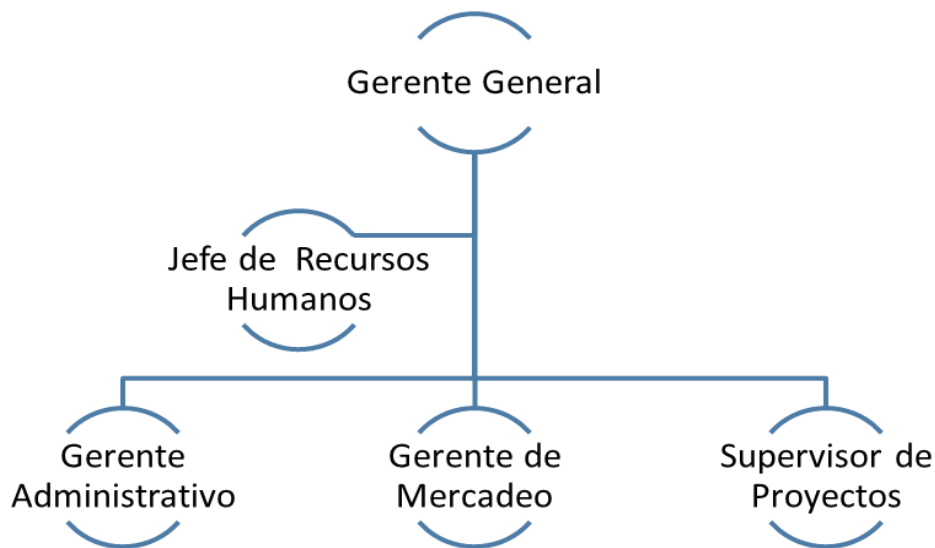 Gerente General
Jefe de Recursos
Humanos
Gerente
Administrativo
Gerente de
Mercadeo
Supervisor de
Proyectos